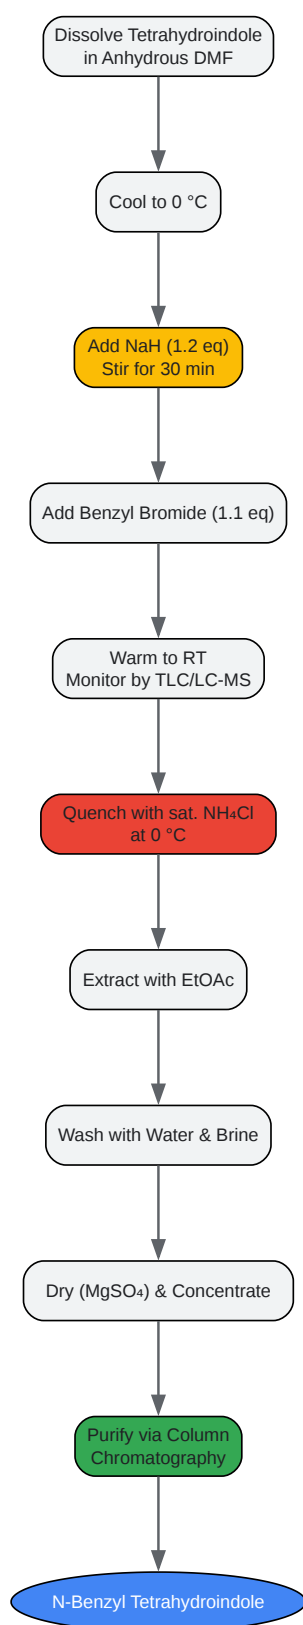 Dissolve Tetrahydroindole
in Anhydrous DMF
Cool to 0 °C
Add NaH (1.2 eq)
Stir for 30 min
Add Benzyl Bromide (1.1 eq)
Warm to RT
Monitor by TLC/LC-MS
Quench with sat. NH₄Cl
at 0 °C
Extract with EtOAc
Wash with Water & Brine
Dry (MgSO₄) & Concentrate
Purify via Column
Chromatography
N-Benzyl Tetrahydroindole